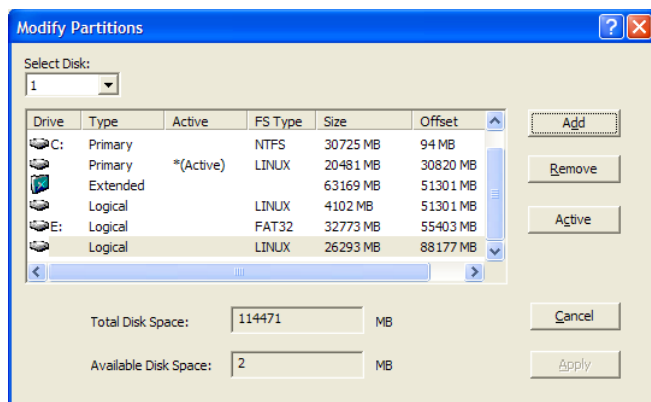 Modify Partitions
Select Disk:
1
Drive Type Active FS Type Size Offset
C: Primary NTFS 30725 MB 94 MB
Primary *(Active) LINUX 20481 MB 30820 MB
Extended 63169 MB 51301 MB
Logical LINUX 4102 MB 51301 MB
E: Logical FAT32 32773 MB 55403 MB
Logical LINUX 26293 MB 88177 MB
Add
Remove
Active
Total Disk Space: 114471 MB
Cancel
Available Disk Space: 2 MB
Apply